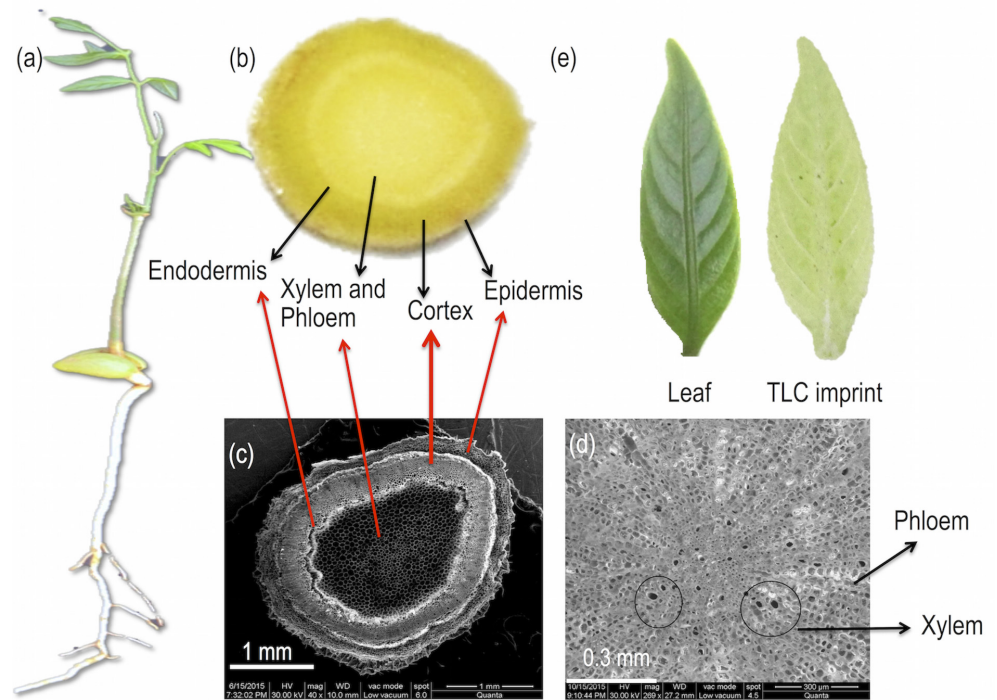 (a)
(b)
(e)
Endodermis
Xylem and
Phloem
Cortex
Epidermis
Leaf
TLC imprint
(c)
1 mm
6/15/2015 HV mag WD vac mode spot 1 mm
7:32:02 PM 30.00 kV 40 x 10.0 mm Low vacuum 6.0 Quanta
(d)
Phloem
Xylem
0.3 mm
10/15/2015 HV mag WD vac mode spot 300 µm
9:10:44 PM 30.00 kV 269 x 27.2 mm Low vacuum 4.5 Quanta